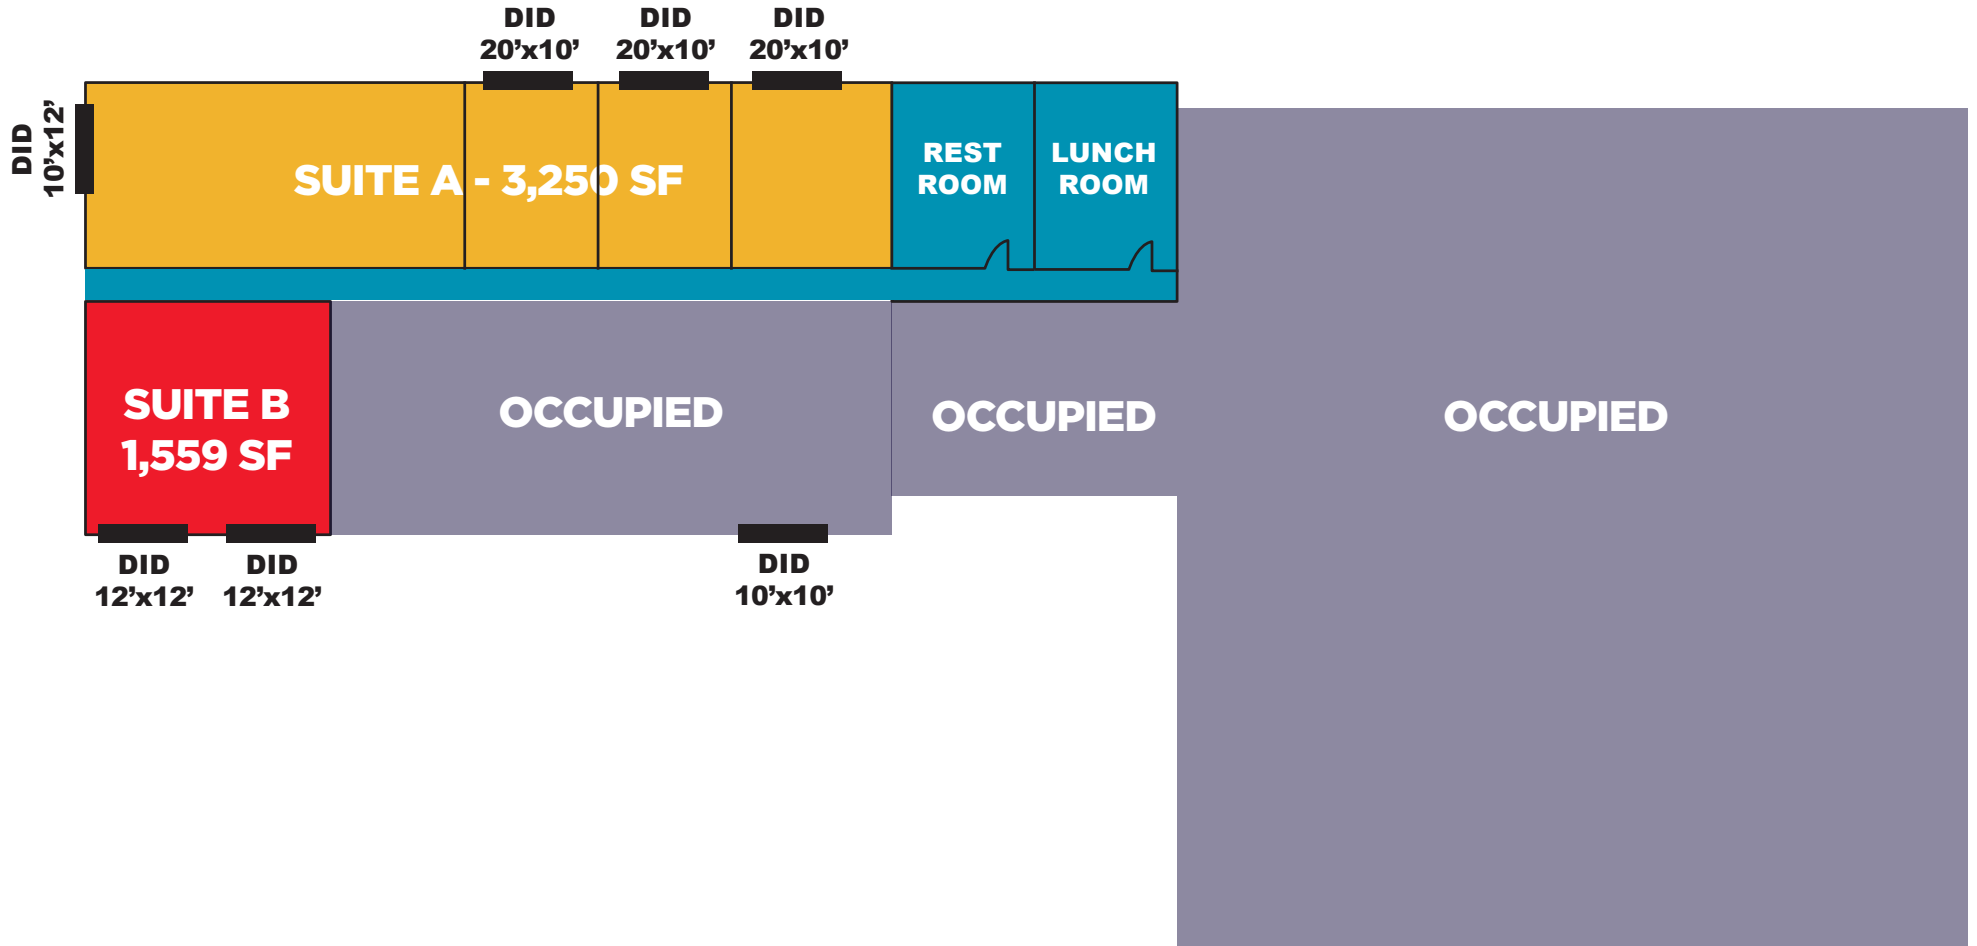 DID
20’x10’
DID
20’x10’
DID
20’x10’
DID
10’x12’
SUITE A - 3,250 SF
REST
ROOM
LUNCH
ROOM
SUITE B
1,559 SF
OCCUPIED
OCCUPIED
OCCUPIED
DID
12’x12’
DID
12’x12’
DID
10’x10’